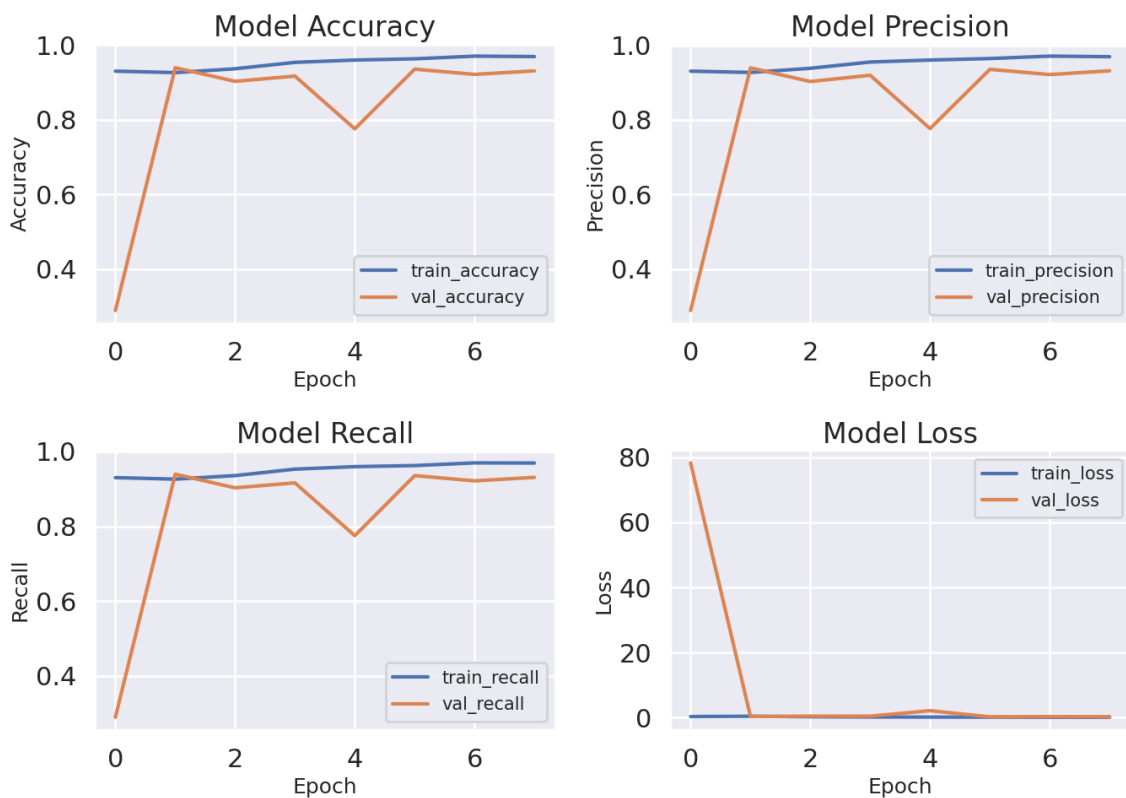 Model Accuracy
1.0
0.8
0.6
0.4
Accuracy
train_accuracy
val_accuracy
0 2 4 6
Epoch
Model Precision
1.0
0.8
0.6
0.4
Precision
train_precision
val_precision
0 2 4 6
Epoch
Model Recall
1.0
0.8
0.6
0.4
Recall
train_recall
val_recall
0 2 4 6
Epoch
Model Loss
80
60
40
20
0
Loss
train_loss
val_loss
0 2 4 6
Epoch